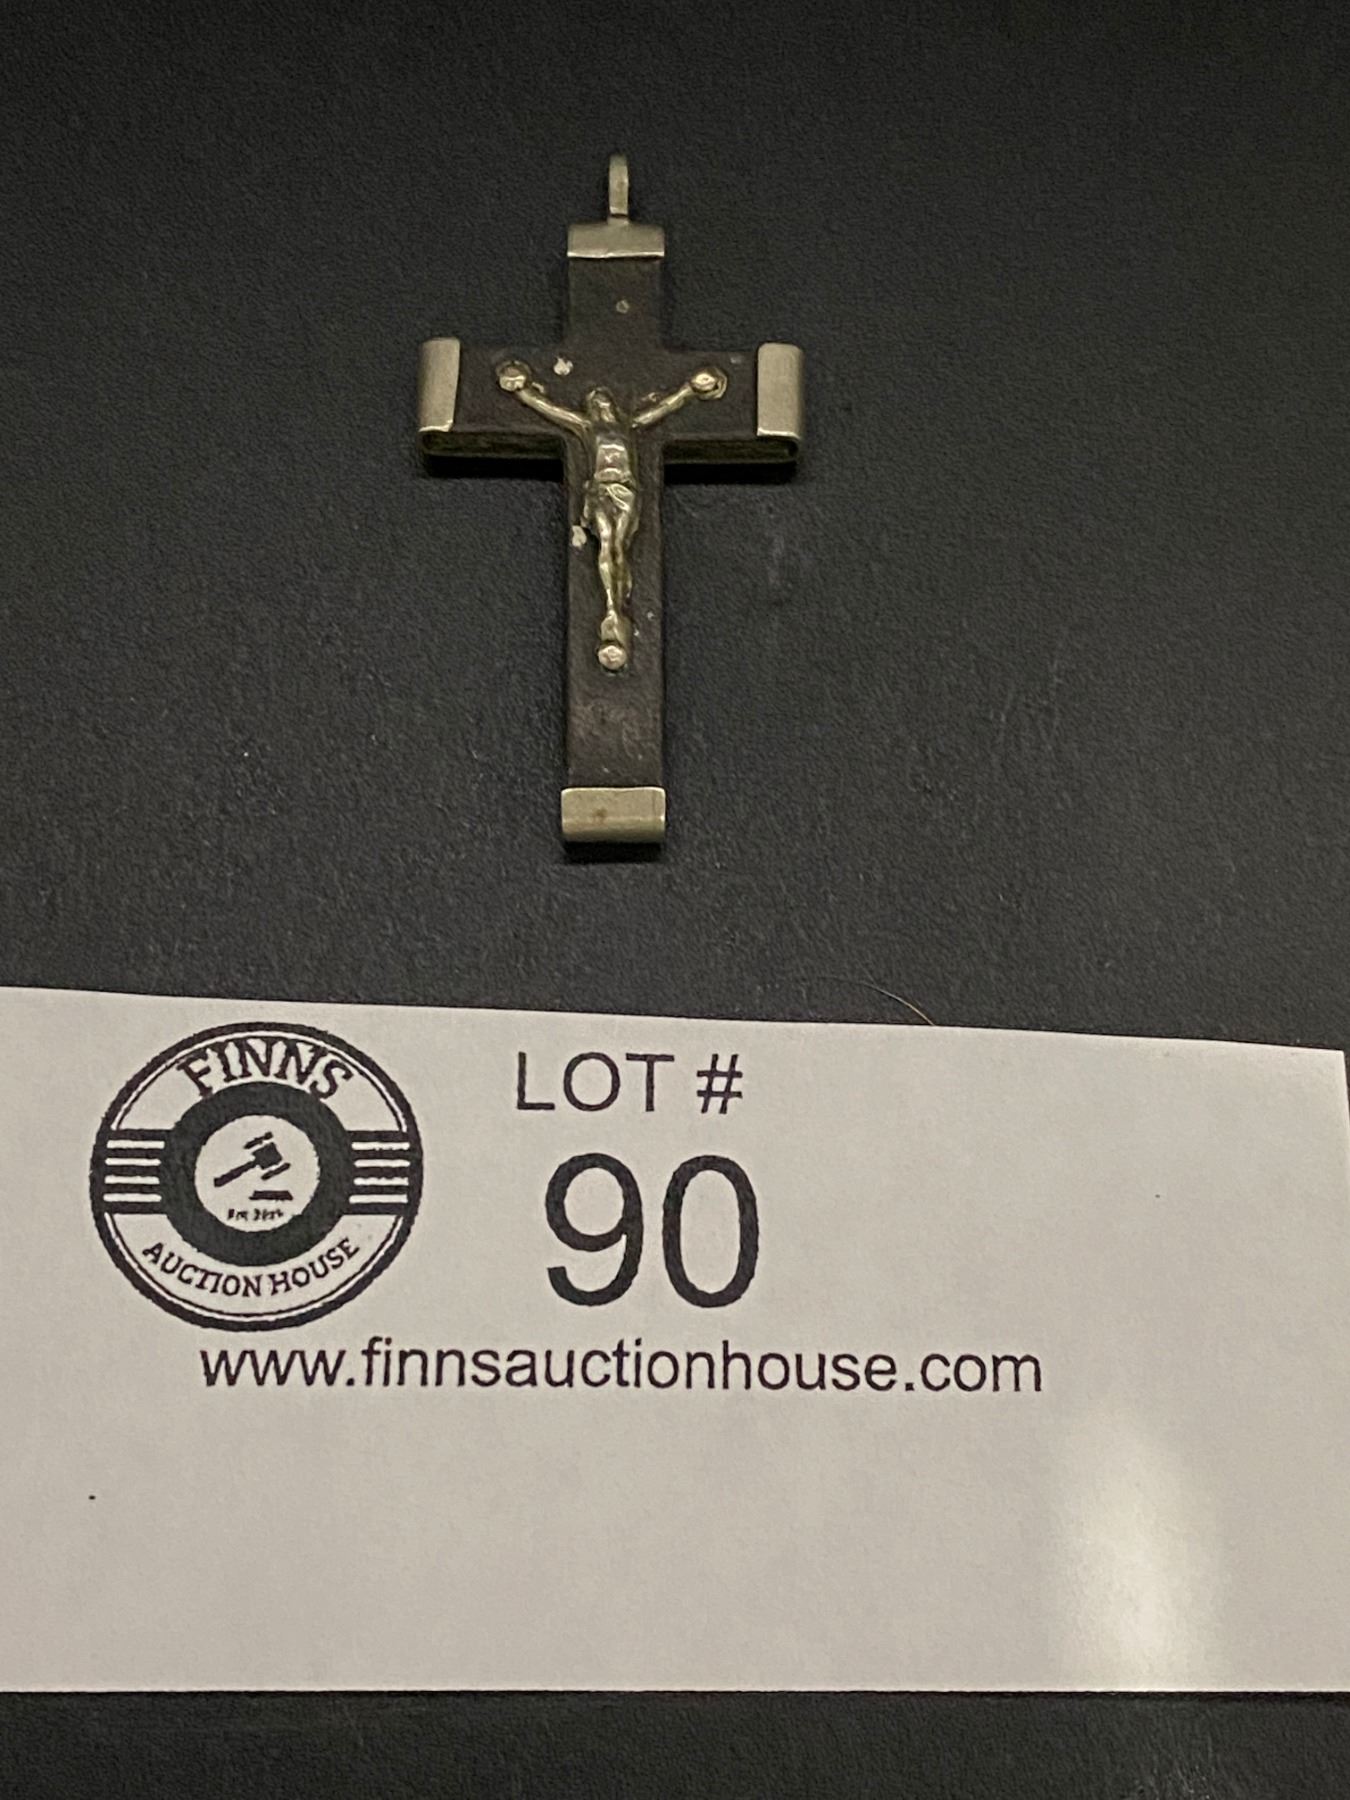 FINNS
AUCTION HOUSE
LOT #
90
www.finnsauctionhouse.com